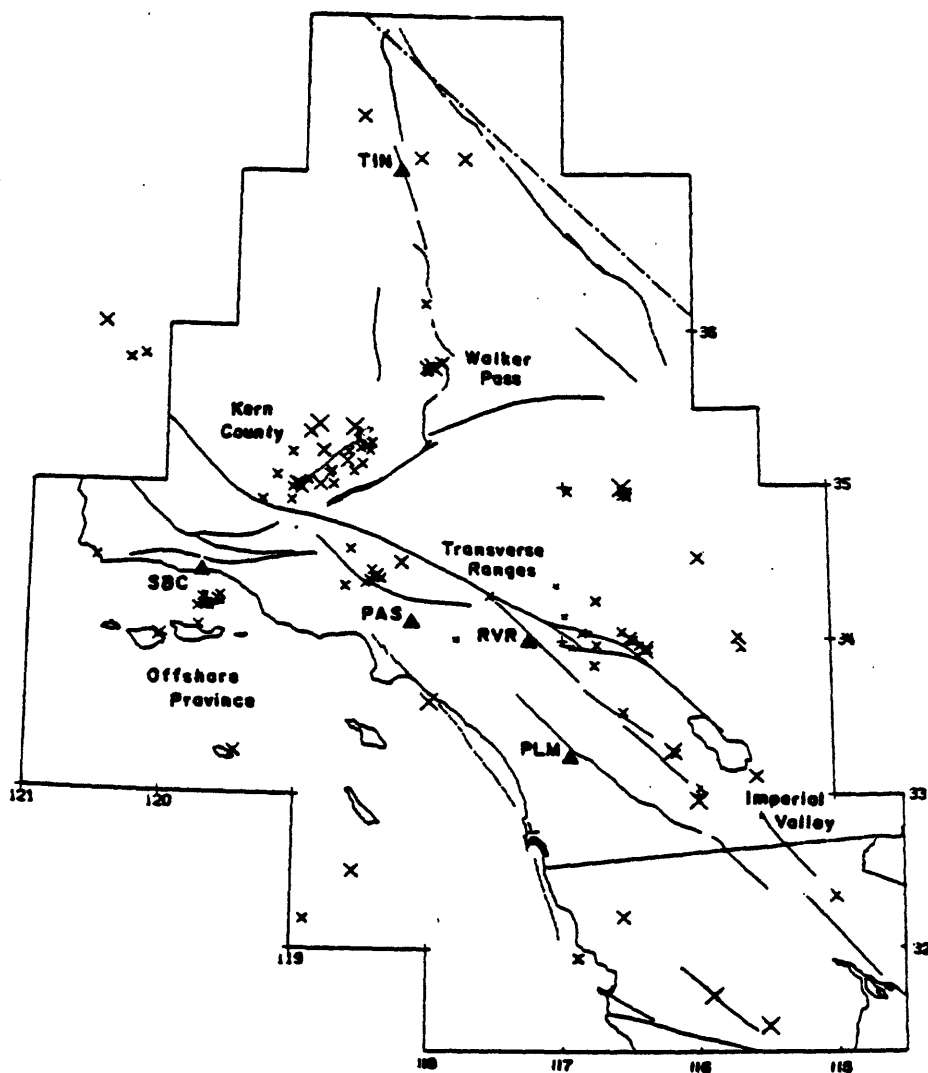 TIN
36
Walker
Pass
Kern
County
35
Transverse
Ranges
SBC
PAS
RVR
34
Offshore
Province
PLM
121
120
33
Imperial
Valley
119
32
118
117
116
115